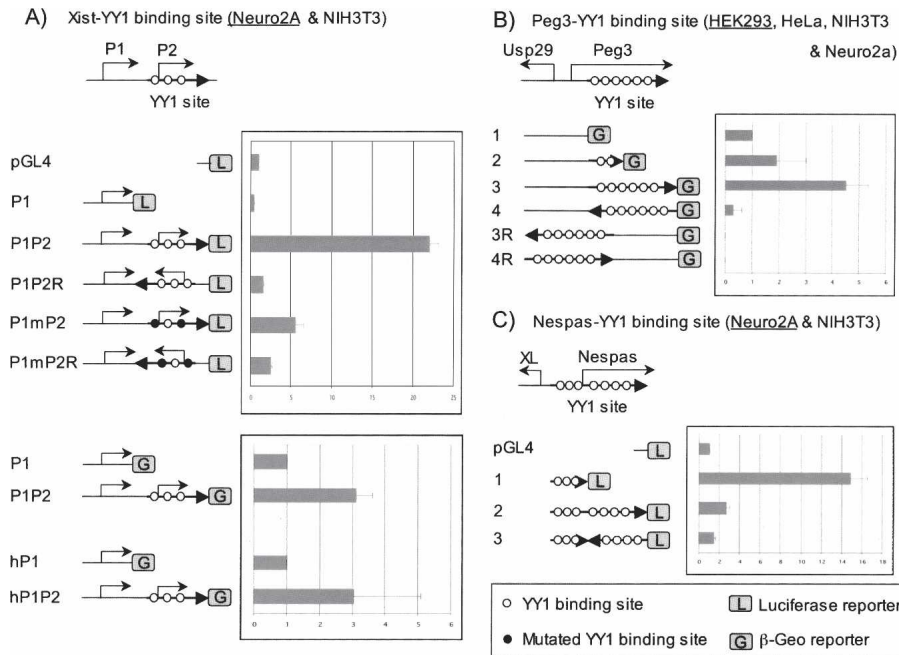 A) Xist-YY1 binding site (Neuro2A & NIH3T3)
P1 P2
YY1 site
pGL4 L
P1 L
P1P2 L
P1P2R L
P1mP2 L
P1mP2R L
0 5 10 15 20 25
P1 G
P1P2 G
hP1 G
hP1P2 G
0 1 2 3 4 5 6
B) Peg3-YY1 binding site (HEK293, HeLa, NIH3T3
& Neuro2a)
Usp29 Peg3
YY1 site
1 G
2 G
3 G
4 G
3R G
4R G
0 1 2 3 4 5 6
C) Nespas-YY1 binding site (Neuro2A & NIH3T3)
XL Nespas
YY1 site
pGL4 L
1 L
2 L
3 L
0 2 4 6 8 10 12 14 16 18
YY1 binding site L Luciferase reporter
Mutated YY1 binding site G β-Geo reporter